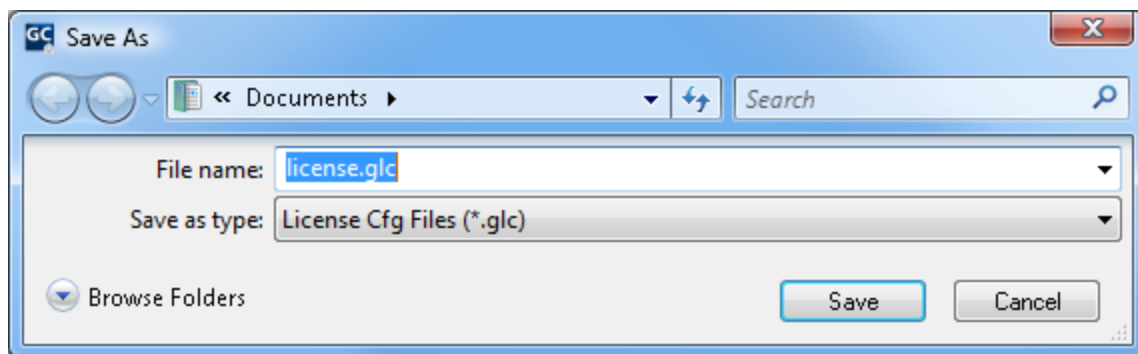 GC Save As
« Documents Search
File name: license.glc
Save as type: License Cfg Files (*.glc)
Browse Folders Save Cancel